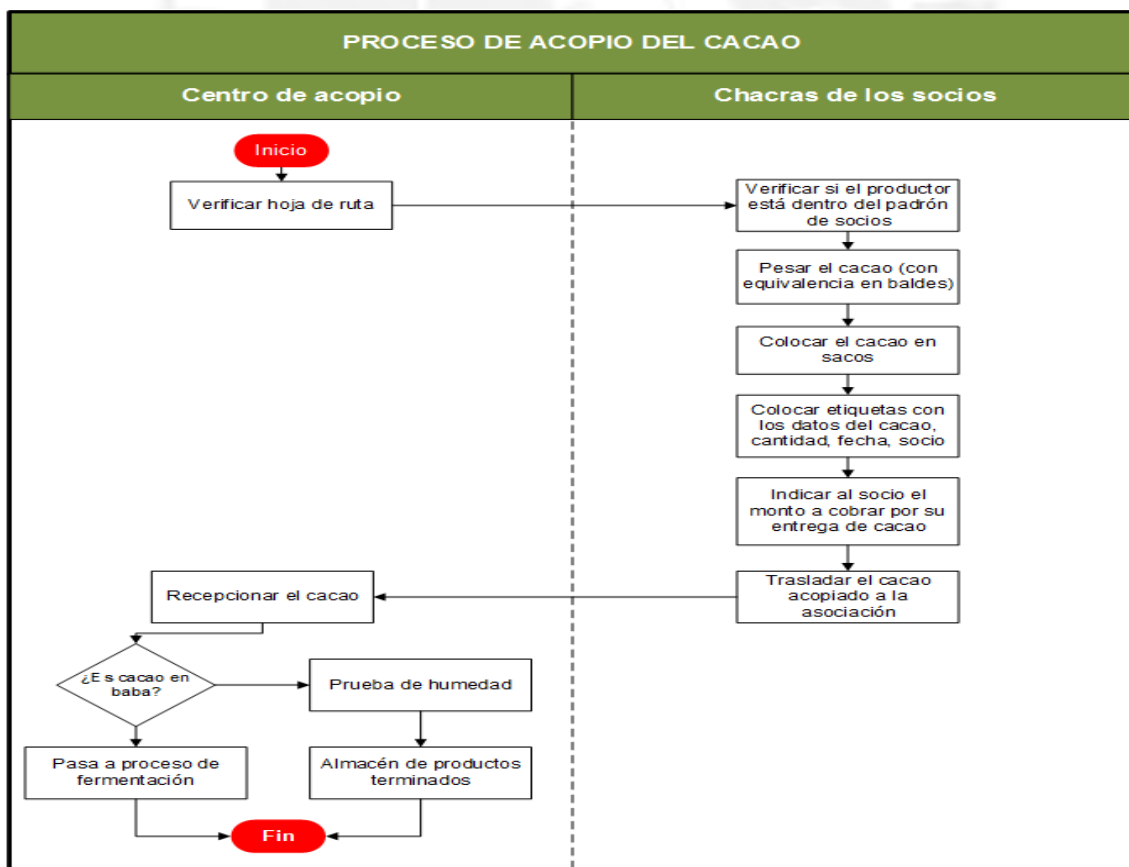 PROCESO DE ACOPIO DEL CACAO
Centro de acopio
Chacras de los socios
Inicio
Verificar hoja de ruta
Verificar si el productor
está dentro del padrón
de socios
Pesar el cacao (con
equivalencia en baldes)
Colocar el cacao en
sacos
Colocar etiquetas con
los datos del cacao,
cantidad, fecha, socio
Indicar al socio el
monto a cobrar por su
entrega de cacao
Trasladar el cacao
acopiado a la
asociación
Recepcionar el cacao
¿Es cacao en
baba?
Prueba de humedad
Pasa a proceso de
fermentación
Almacén de productos
terminados
Fin